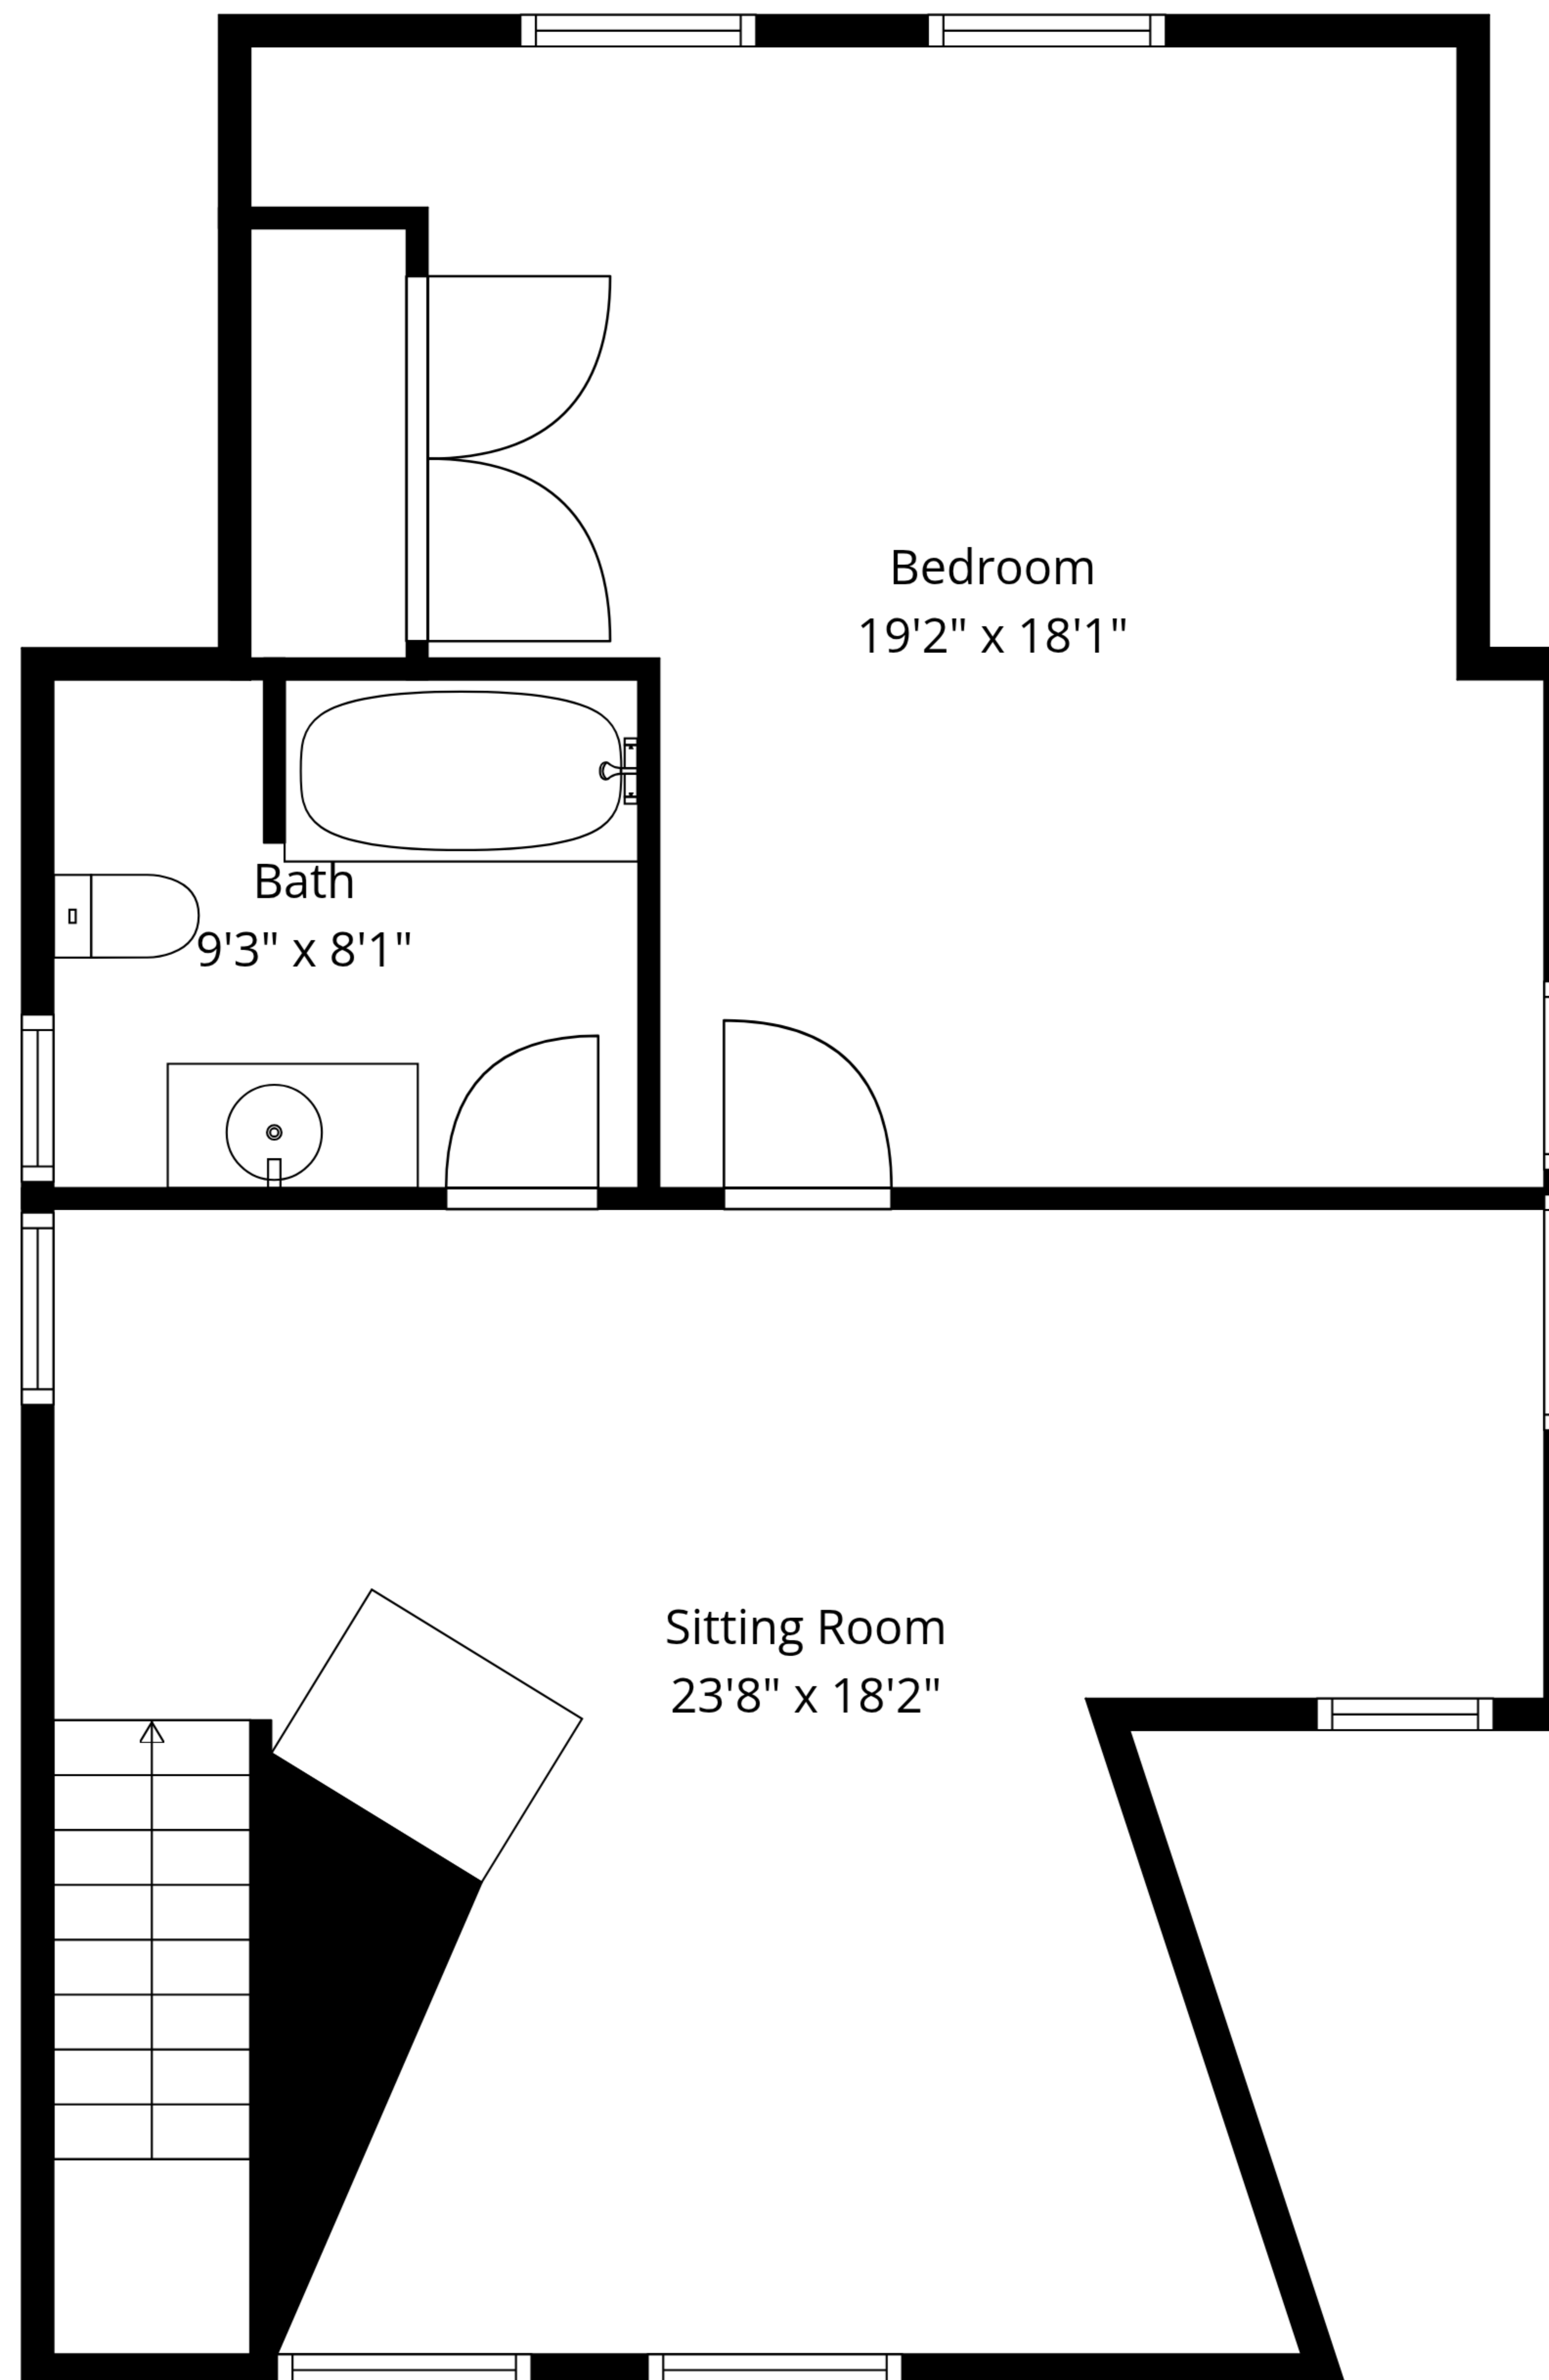 Bedroom
19'2" x 18'1"
Bath
9'3" x 8'1"
Sitting Room
23'8" x 18'2"